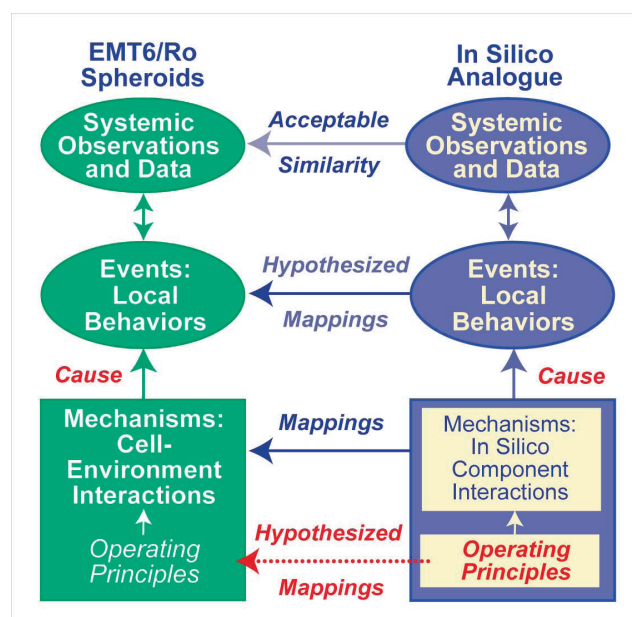 EMT6/Ro
Spheroids
In Silico
Analogue
Systemic
Observations
and Data
Acceptable
Similarity
Systemic
Observations
and Data
Events:
Local
Behaviors
Hypothesized
Mappings
Events:
Local
Behaviors
Cause
Cause
Mechanisms:
Cell-
Environment
Interactions
Mappings
Mechanisms:
In Silico
Component
Interactions
Operating
Principles
Hypothesized
Mappings
Operating
Principles